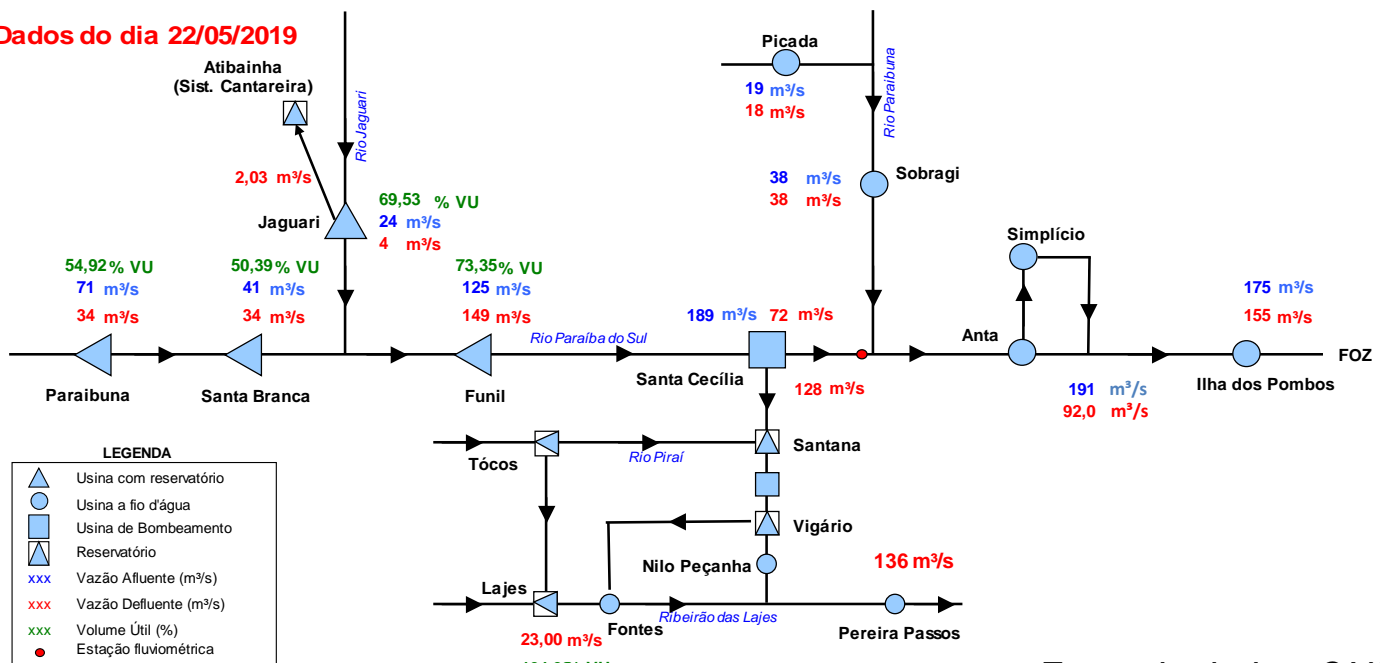 Dados do dia 22/05/2019
Atibainha
(Sist. Cantareira)
Rio Jaguari
2,03 m³/s
Jaguari
69,53 % VU
24 m³/s
4 m³/s
Picada
19 m³/s
18 m³/s
Rio Paraibuna
38 m³/s
38 m³/s
Sobragi
54,92% VU
71 m³/s
34 m³/s
Paraibuna
50,39% VU
41 m³/s
34 m³/s
Santa Branca
73,35% VU
125 m³/s
149 m³/s
Funil
Rio Paraíba do Sul
189 m³/s 72 m³/s
Santa Cecília
128 m³/s
Simplício
Anta
191 m³/s
92,0 m³/s
175 m³/s
155 m³/s
Ilha dos Pombos
FOZ
Tócos
Rio Piraí
Santana
Vigário
Nilo Peçanha
136 m³/s
Lajes
23,00 m³/s
Fontes
Ribeirão das Lajes
Pereira Passos
LEGENDA
Usina com reservatório
Usina a fio d'água
Usina de Bombeamento
Reservatório
xxx Vazão Afluente (m³/s)
xxx Vazão Defluente (m³/s)
xxx Volume Útil (%)
Estação fluviométrica